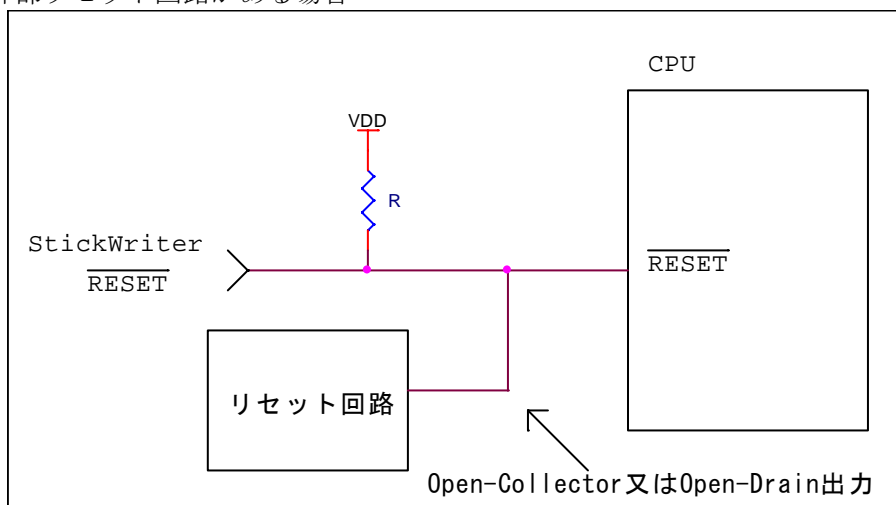 外部リセット回路がある場合
CPU
VDD
R
StickWriter
RESET
RESET
リセット回路
Open-Collector又はOpen-Drain出力